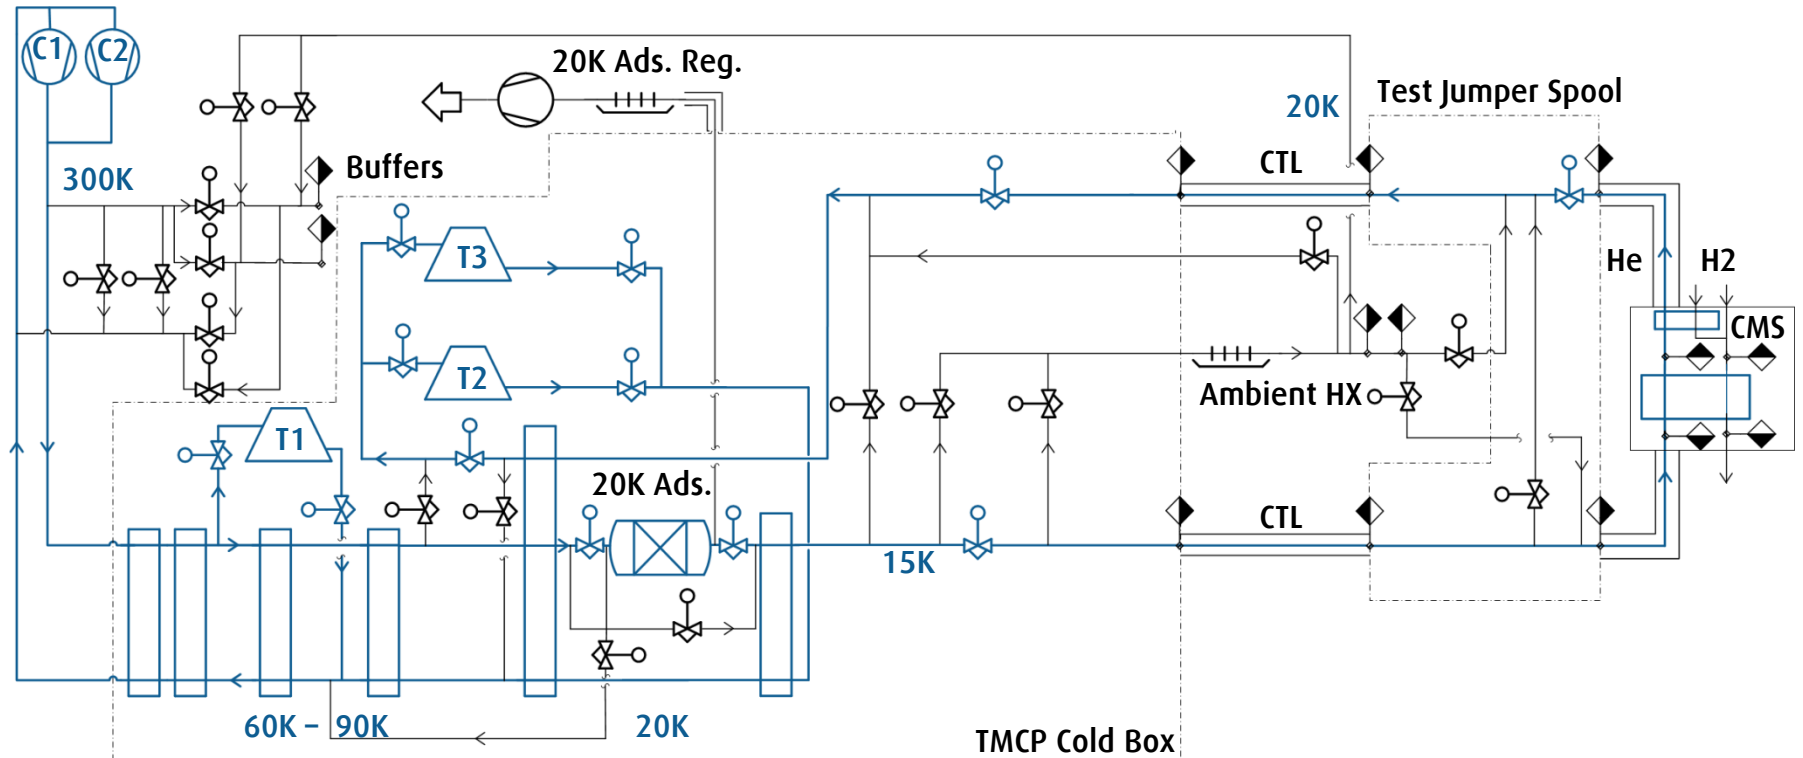 C1
C2
20K Ads. Reg.
Test Jumper Spool
20K
Buffers
CTL
300K
T3
He
H2
CMS
T2
Ambient HX
T1
20K Ads.
CTL
15K
60K – 90K
20K
TMCP Cold Box